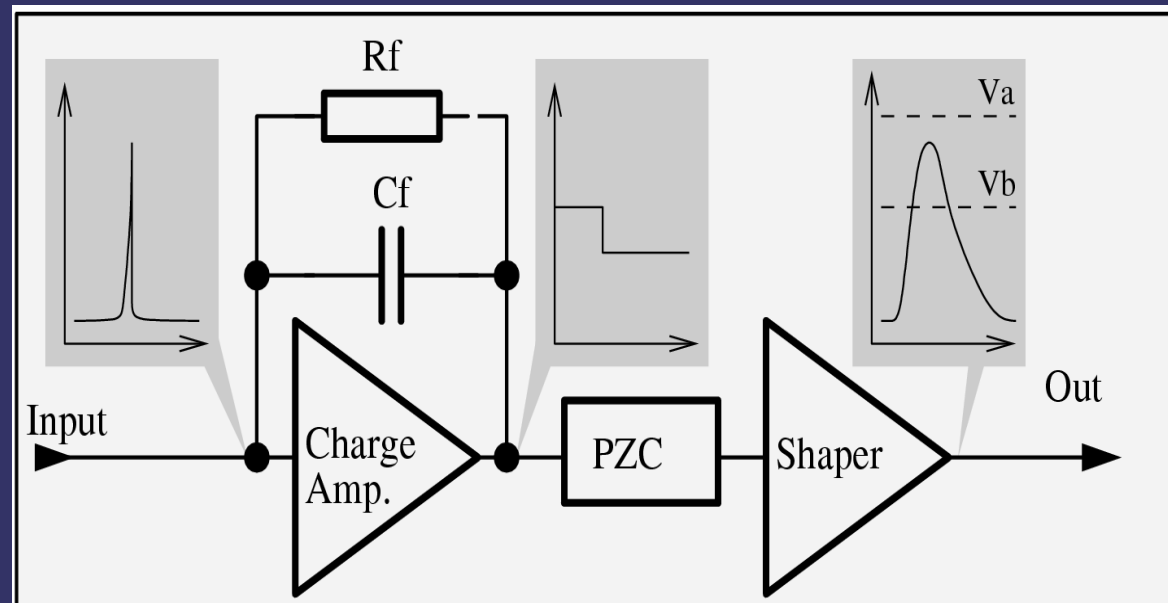 Rf
Va
Cf
Vb
Out
Input
Charge
Amp.
PZC
Shaper